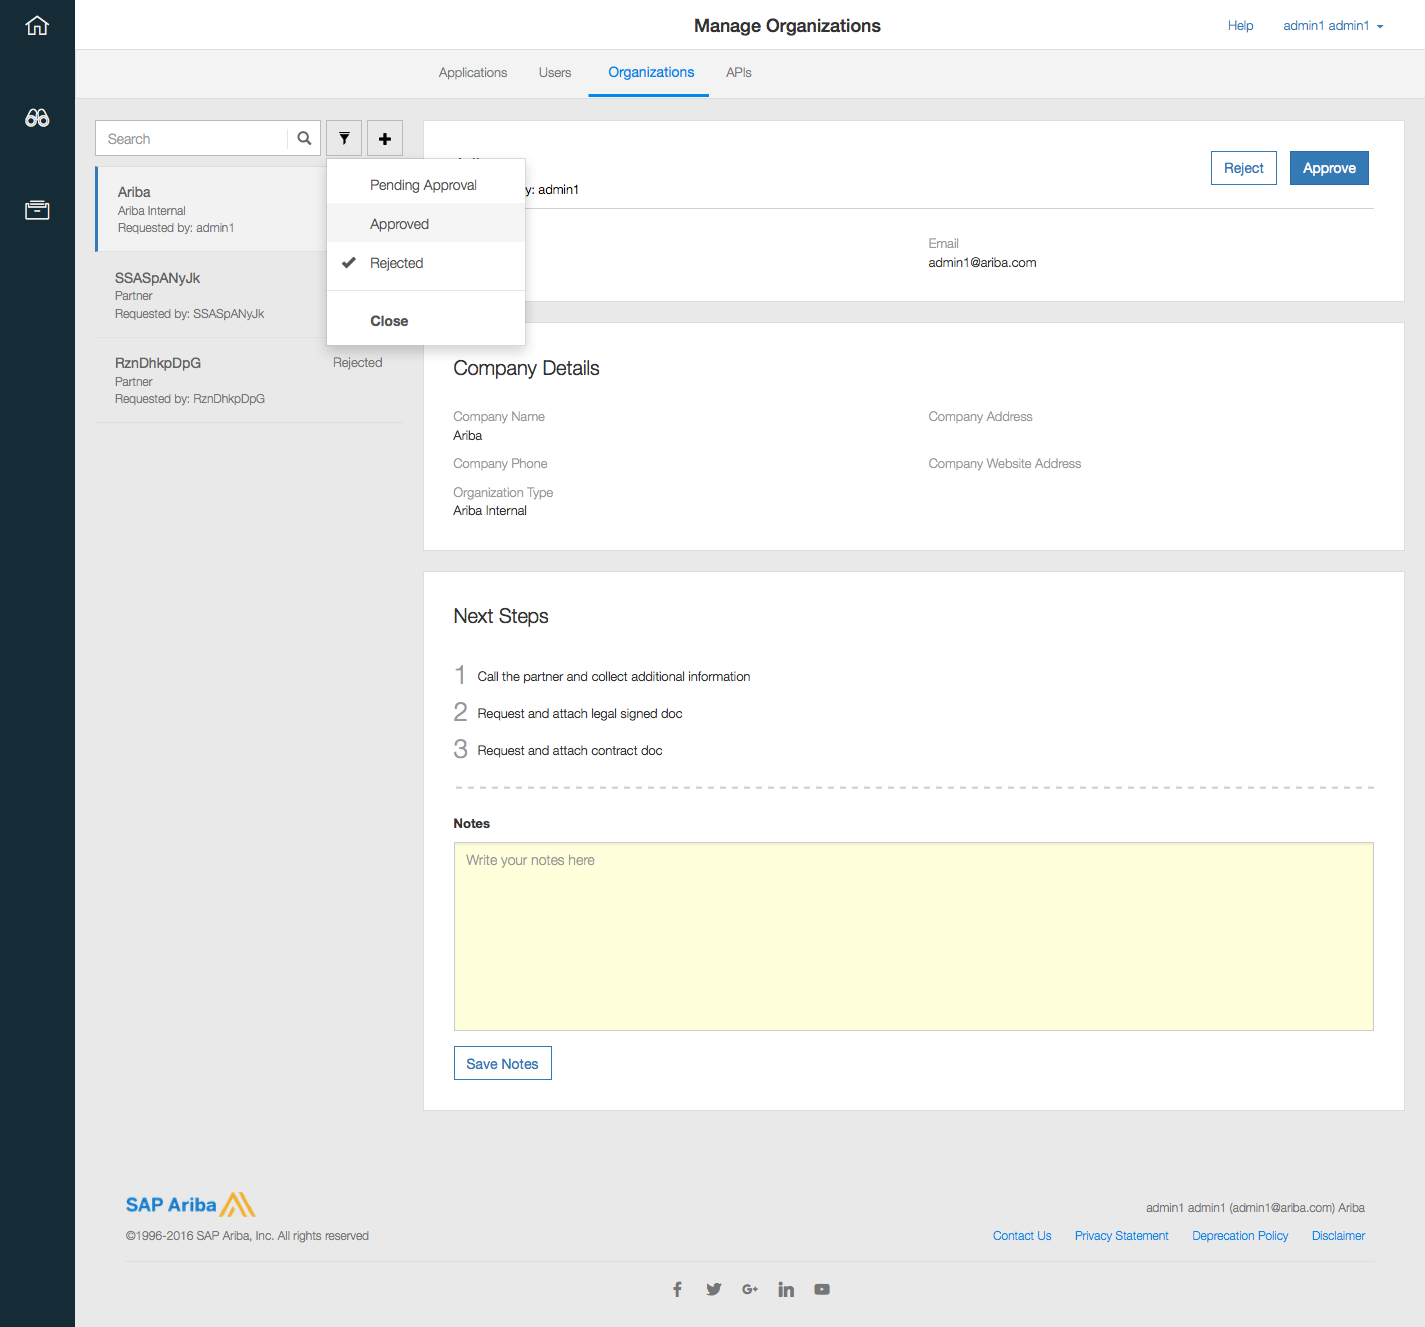 Manage Organizations
Help
admin1 admin1
Applications
Users
Organizations
APIs
Search
Pending Approval
Approved
Rejected
Close
Ariba
Ariba Internal
Requested by: admin1
SSASpANyJk
Partner
Requested by: SSASpANyJk
RznDhkpDpG
Rejected
Partner
Requested by: RznDhkpDpG
y: admin1
Reject
Approve
Email
admin1@ariba.com
Company Details
Company Name
Ariba
Company Address
Company Phone
Company Website Address
Organization Type
Ariba Internal
Next Steps
1 Call the partner and collect additional information
2 Request and attach legal signed doc
3 Request and attach contract doc
Notes
Write your notes here
Save Notes
SAP Ariba
©1996-2016 SAP Ariba, Inc. All rights reserved
admin1 admin1 (admin1@ariba.com) Ariba
Contact Us
Privacy Statement
Deprecation Policy
Disclaimer